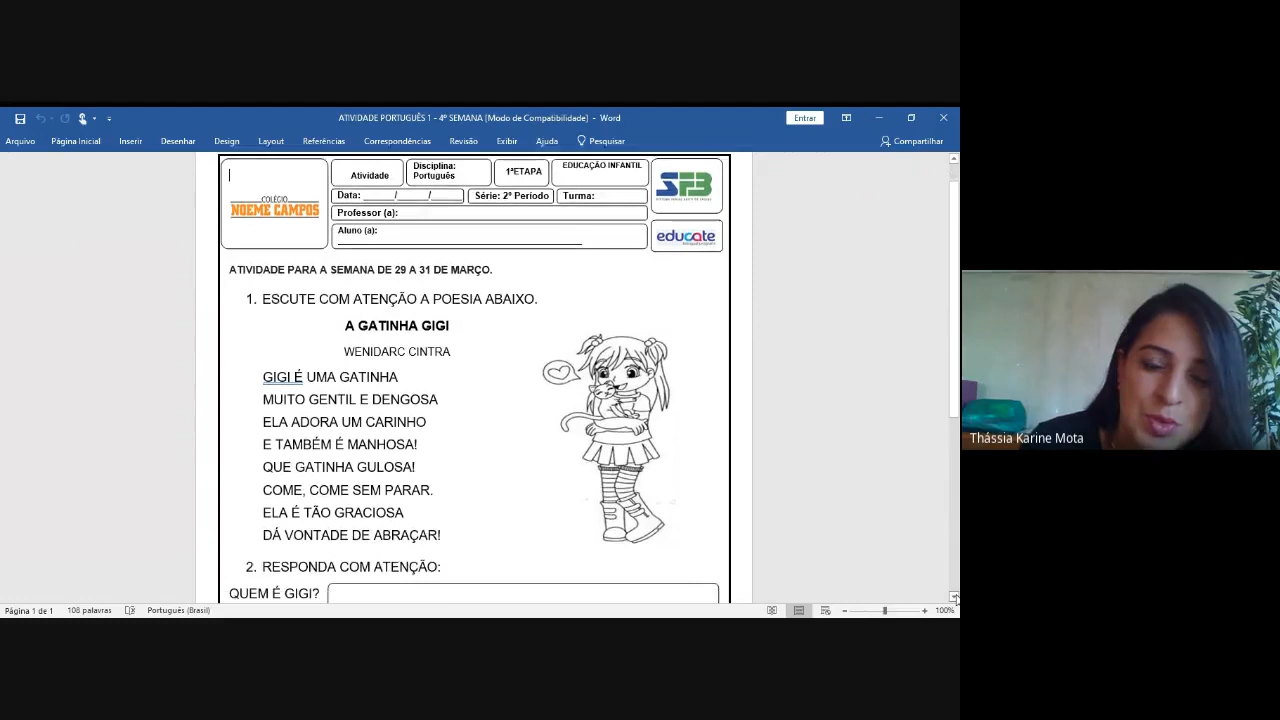 ATIVIDADE PORTUGUÊS 1 - 4º SEMANA [Modo de Compatibilidade] - Word
Entrar
Arquivo Página Inicial Inserir Desenhar Design Layout Referências Correspondências Revisão Exibir Ajuda Pesquisar Compartilhar
COLÉGIO
NOEME CAMPOS
Atividade
Disciplina:
Português
1ªETAPA
EDUCAÇÃO INFANTIL
Data: ______/______/______
Série: 2º Período
Turma:
Professor (a):
Aluno (a):
SFB
educate
ATIVIDADE PARA A SEMANA DE 29 A 31 DE MARÇO.
1. ESCUTE COM ATENÇÃO A POESIA ABAIXO.
A GATINHA GIGI
WENIDARC CINTRA
GIGI É UMA GATINHA
MUITO GENTIL E DENGOSA
ELA ADORA UM CARINHO
E TAMBÉM É MANHOSA!
QUE GATINHA GULOSA!
COME, COME SEM PARAR.
ELA É TÃO GRACIOSA
DÁ VONTADE DE ABRAÇAR!
2. RESPONDA COM ATENÇÃO:
QUEM É GIGI?
Página 1 de 1 108 palavras Português (Brasil) 100%
Thássia Karine Mota